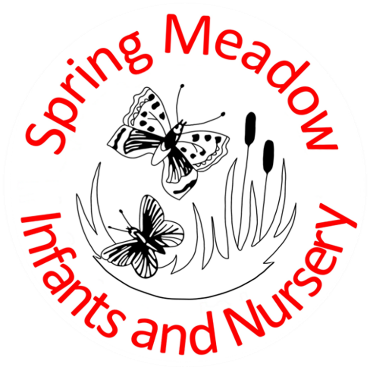 Spring Meadow
Infants and Nursery